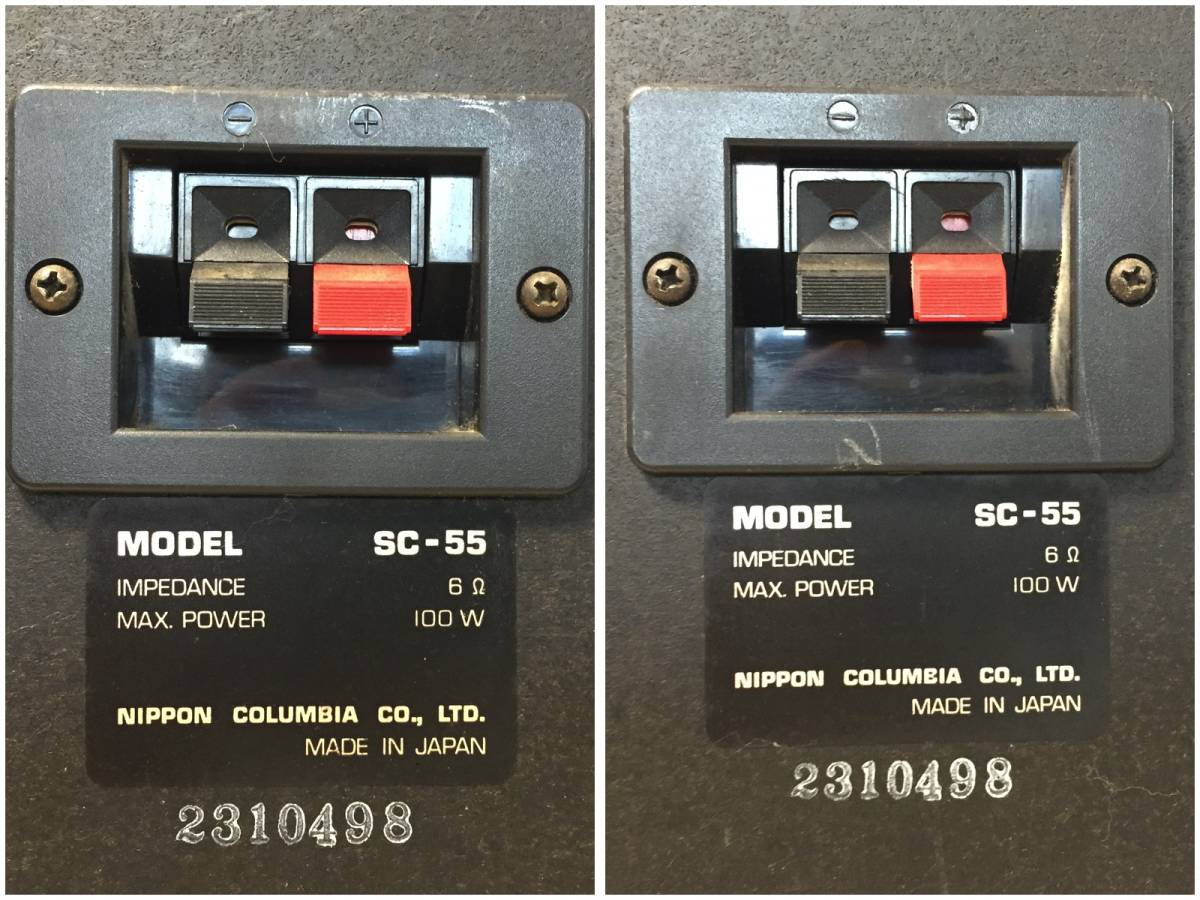 - +
MODEL SC-55
IMPEDANCE 6 Ω
MAX. POWER 100 W
NIPPON COLUMBIA CO., LTD.
MADE IN JAPAN
2310498
- +
MODEL SC-55
IMPEDANCE 6 Ω
MAX. POWER 100 W
NIPPON COLUMBIA CO., LTD.
MADE IN JAPAN
2310498